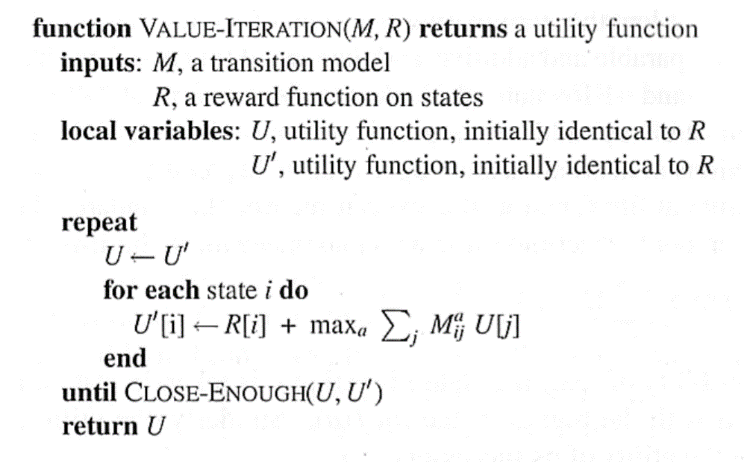 function VALUE-ITERATION(M, R) returns a utility function
inputs: M, a transition model
R, a reward function on states
local variables: U, utility function, initially identical to R
U′, utility function, initially identical to R
repeat
U ← U′
for each state i do
U′[i] ← R[i] + maxₐ ∑ⱼ Mᵃᵢⱼ U[j]
end
until CLOSE-ENOUGH(U, U′)
return U